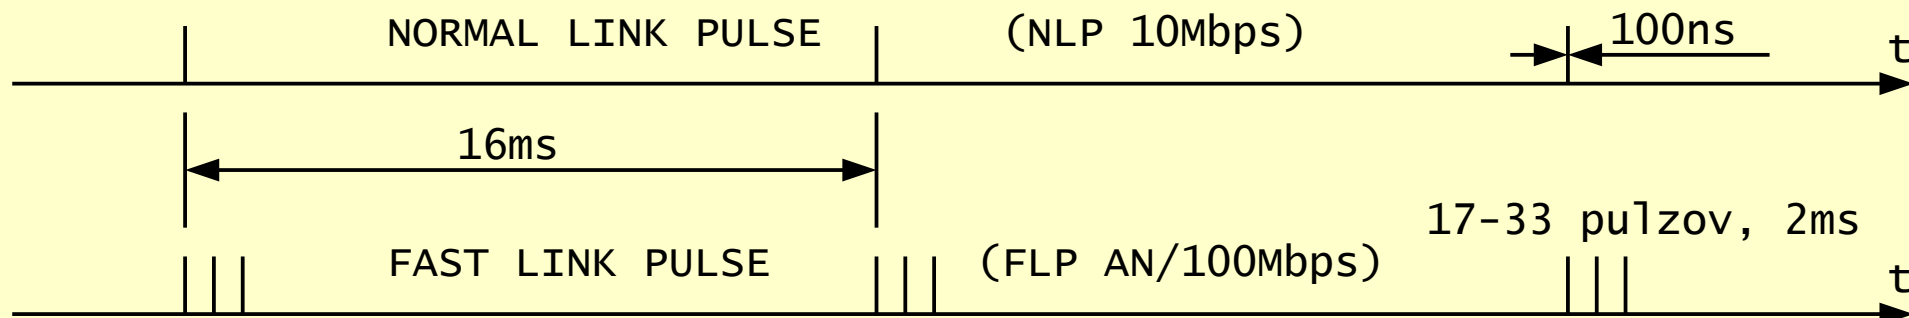 NORMAL LINK PULSE (NLP 10Mbps) 100ns t
16ms
17-33 pulzov, 2ms
FAST LINK PULSE (FLP AN/100Mbps) t